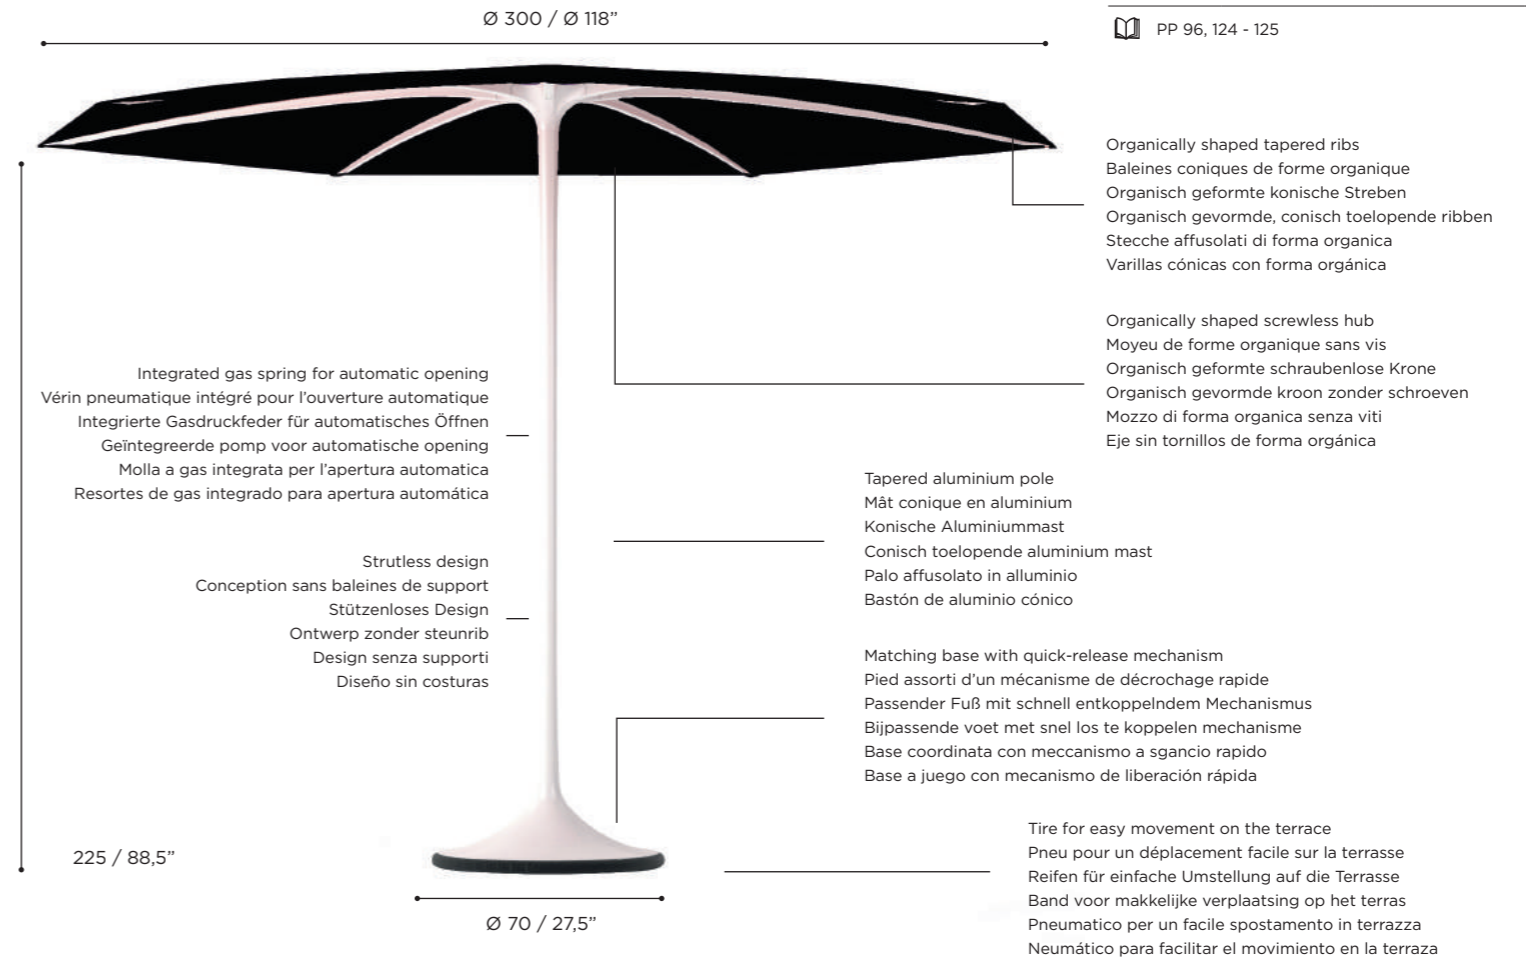 Ø 300 / Ø 118”
PP 96, 124 - 125
Organically shaped tapered ribs
Baleines coniques de forme organique
Organisch geformte konische Streben
Organisch gevormde, conisch toelopende ribben
Stecche affusolati di forma organica
Varillas cónicas con forma orgánica
Organically shaped screwless hub
Moyeu de forme organique sans vis
Organisch geformte schraubenlose Krone
Organisch gevormde kroon zonder schroeven
Mozzo di forma organica senza viti
Eje sin tornillos de forma orgánica
Integrated gas spring for automatic opening
Vérin pneumatique intégré pour l’ouverture automatique
Integrierte Gasdruckfeder für automatisches Öffnen
Geïntegreerde pomp voor automatische opening
Molla a gas integrata per l’apertura automatica
Resortes de gas integrado para apertura automática
Tapered aluminium pole
Mât conique en aluminium
Konische Aluminiummast
Conisch toelopende aluminium mast
Palo affusolato in alluminio
Bastón de aluminio cónico
Strutless design
Conception sans baleines de support
Stützenloses Design
Ontwerp zonder steunrib
Design senza supporti
Diseño sin costuras
Matching base with quick-release mechanism
Pied assorti d’un mécanisme de décrochage rapide
Passender Fuß mit schnell entkoppelndem Mechanismus
Bijpassende voet met snel los te koppelen mechanisme
Base coordinata con meccanismo a sgancio rapido
Base a juego con mecanismo de liberación rápida
Tire for easy movement on the terrace
Pneu pour un déplacement facile sur la terrasse
Reifen für einfache Umstellung auf die Terrasse
Band voor makkelijke verplaatsing op het terras
Pneumatico per un facile spostamento in terrazza
Neumático para facilitar el movimiento en la terraza
225 / 88,5”
Ø 70 / 27,5”